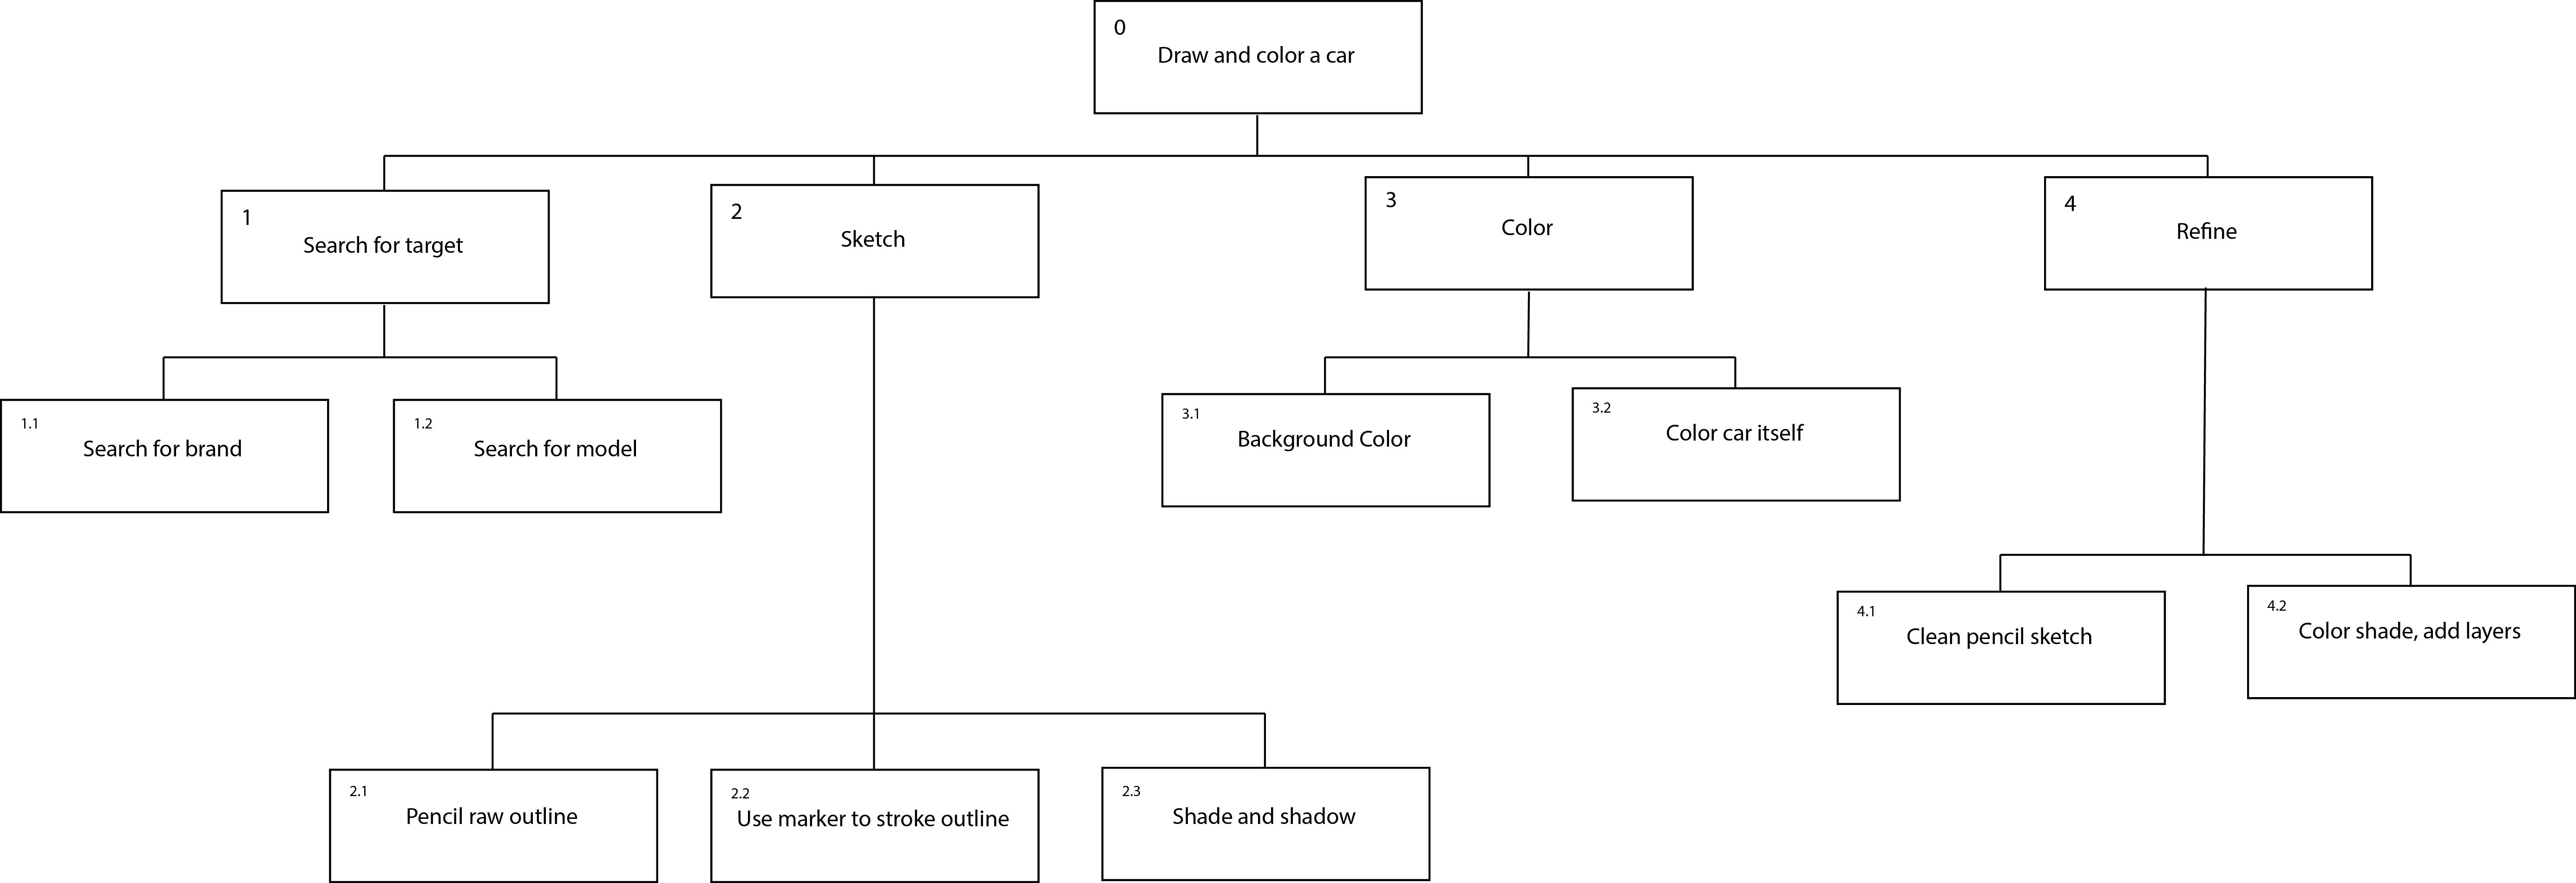 0
Draw and color a car
1
Search for target
2
Sketch
3
Color
4
Refine
1.1
Search for brand
1.2
Search for model
3.1
Background Color
3.2
Color car itself
4.1
Clean pencil sketch
4.2
Color shade, add layers
2.1
Pencil raw outline
2.2
Use marker to stroke outline
2.3
Shade and shadow